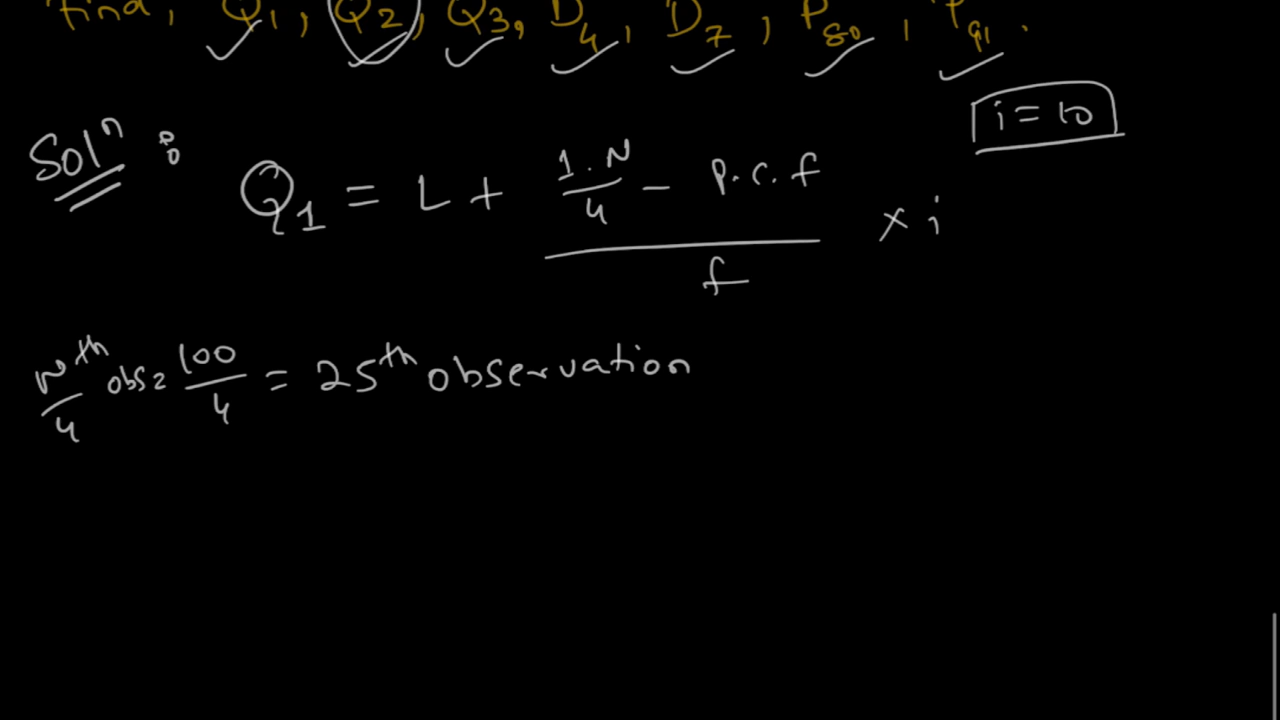 find, Q1, Q2, Q3, D4, D7, P80, P91.
i = 10
Solⁿ :
Q1 = L + (1.N/4 - P.c.f)/f × i
N/4 th obs = 100/4 = 25th observation